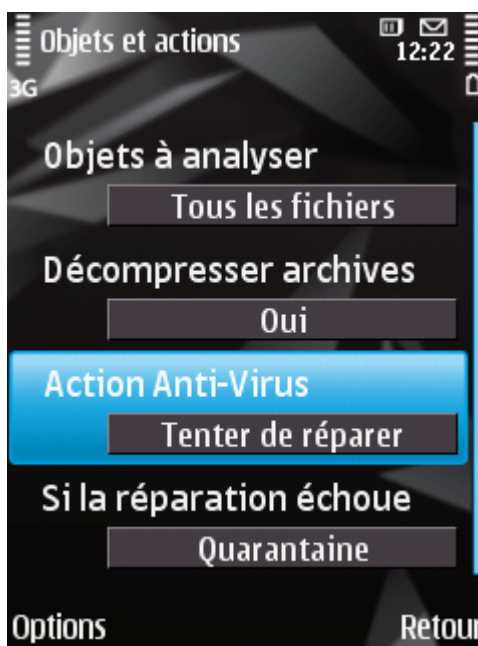 Objets et actions
12:22
3G
Objets à analyser
Tous les fichiers
Décompresser archives
Oui
Action Anti-Virus
Tenter de réparer
Si la réparation échoue
Quarantaine
Options
Retour